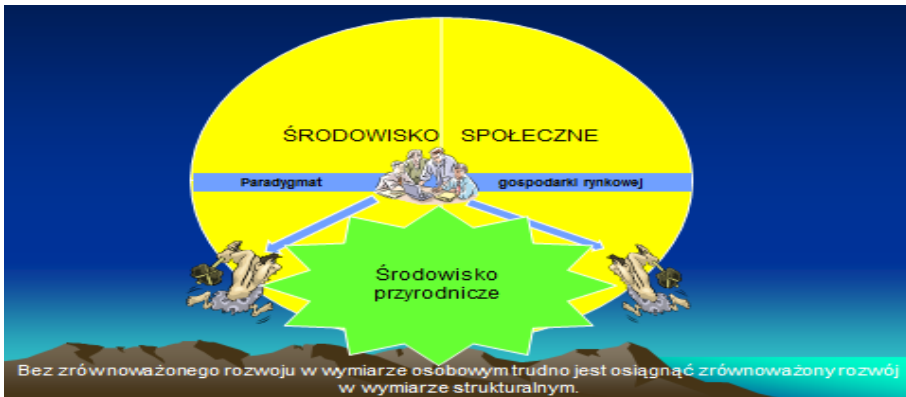 ŚRODOWISKO SPOŁECZNE
Paradygmat gospodarki rynkowej
Środowisko
przyrodnicze
Bez zrównoważonego rozwoju w wymiarze osobowym trudno jest osiągnąć zrównoważony rozwój
w wymiarze strukturalnym.